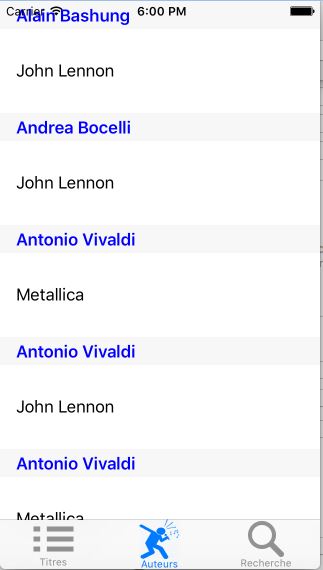 Carrier 6:00 PM
Alain Bashung
John Lennon
Andrea Bocelli
John Lennon
Antonio Vivaldi
Metallica
Antonio Vivaldi
John Lennon
Antonio Vivaldi
Metallica
Titres Auteurs Recherche